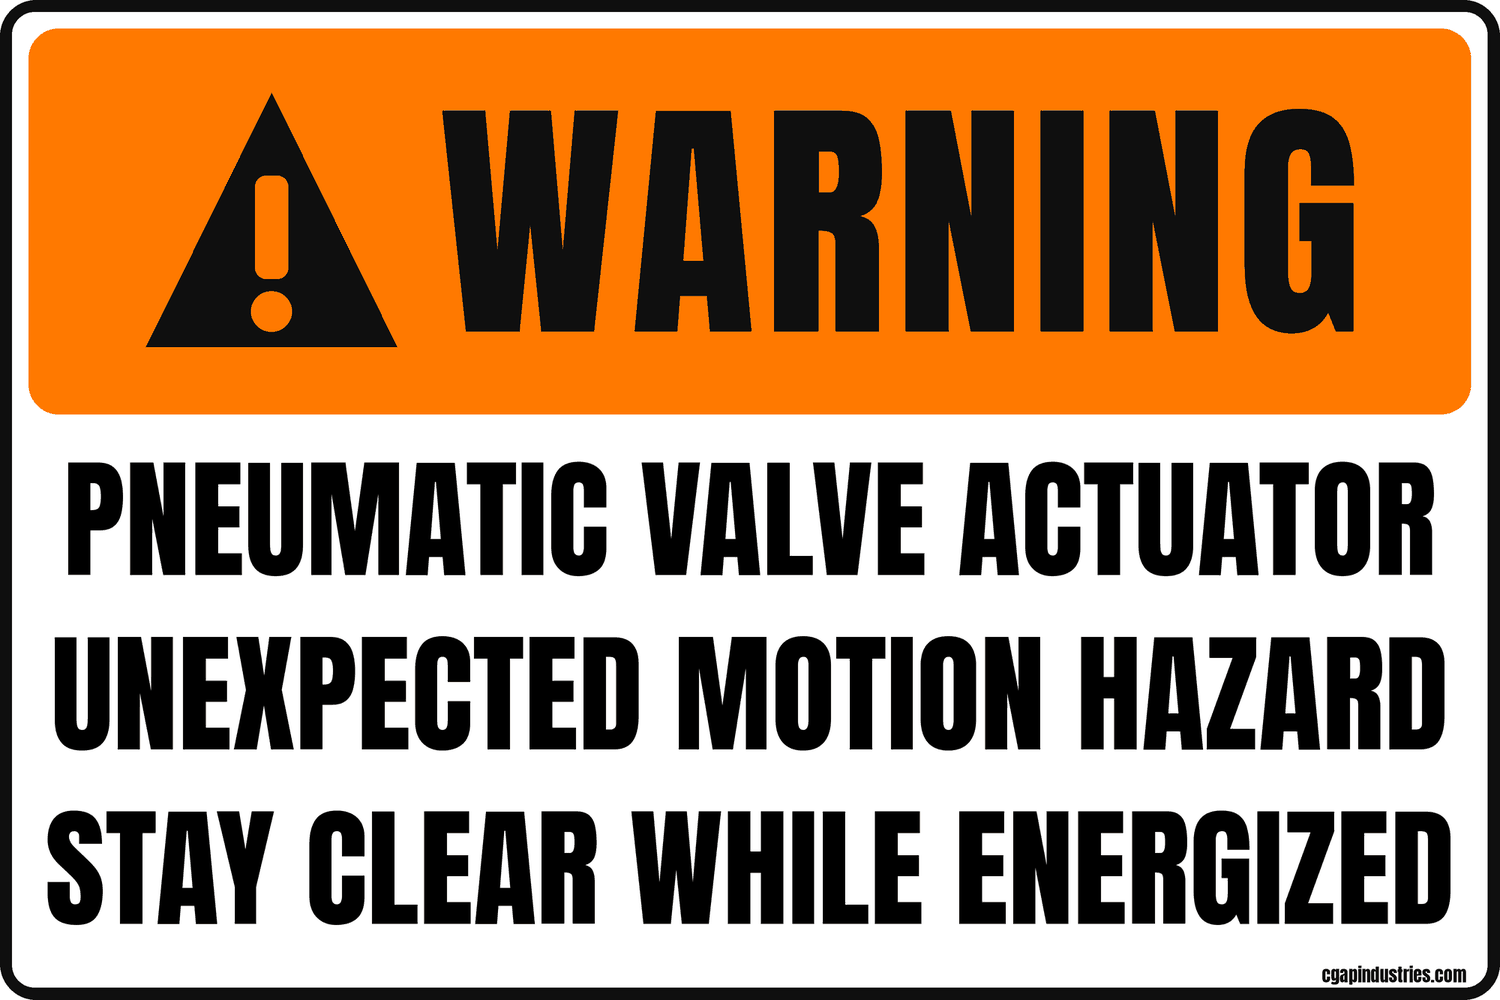 WARNING
PNEUMATIC VALVE ACTUATOR
UNEXPECTED MOTION HAZARD
STAY CLEAR WHILE ENERGIZED
cgapindustries.com